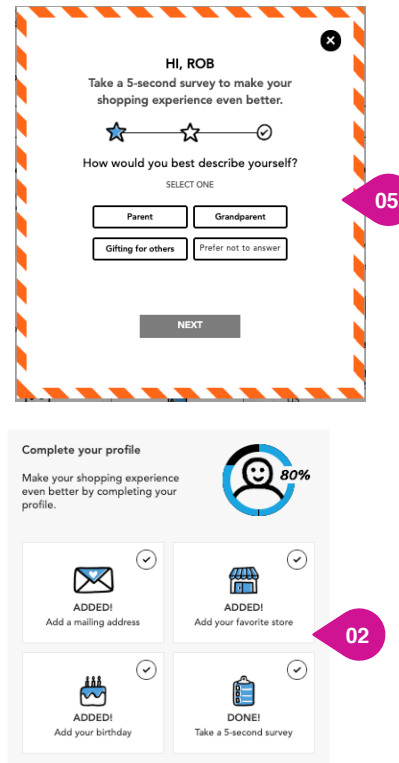 HI, ROB
Take a 5-second survey to make your
shopping experience even better.
How would you best describe yourself?
SELECT ONE
Parent
Grandparent
Gifting for others
Prefer not to answer
NEXT
05
Complete your profile
Make your shopping experience
even better by completing your
profile.
80%
ADDED!
Add a mailing address
ADDED!
Add your favorite store
02
ADDED!
Add your birthday
DONE!
Take a 5-second survey